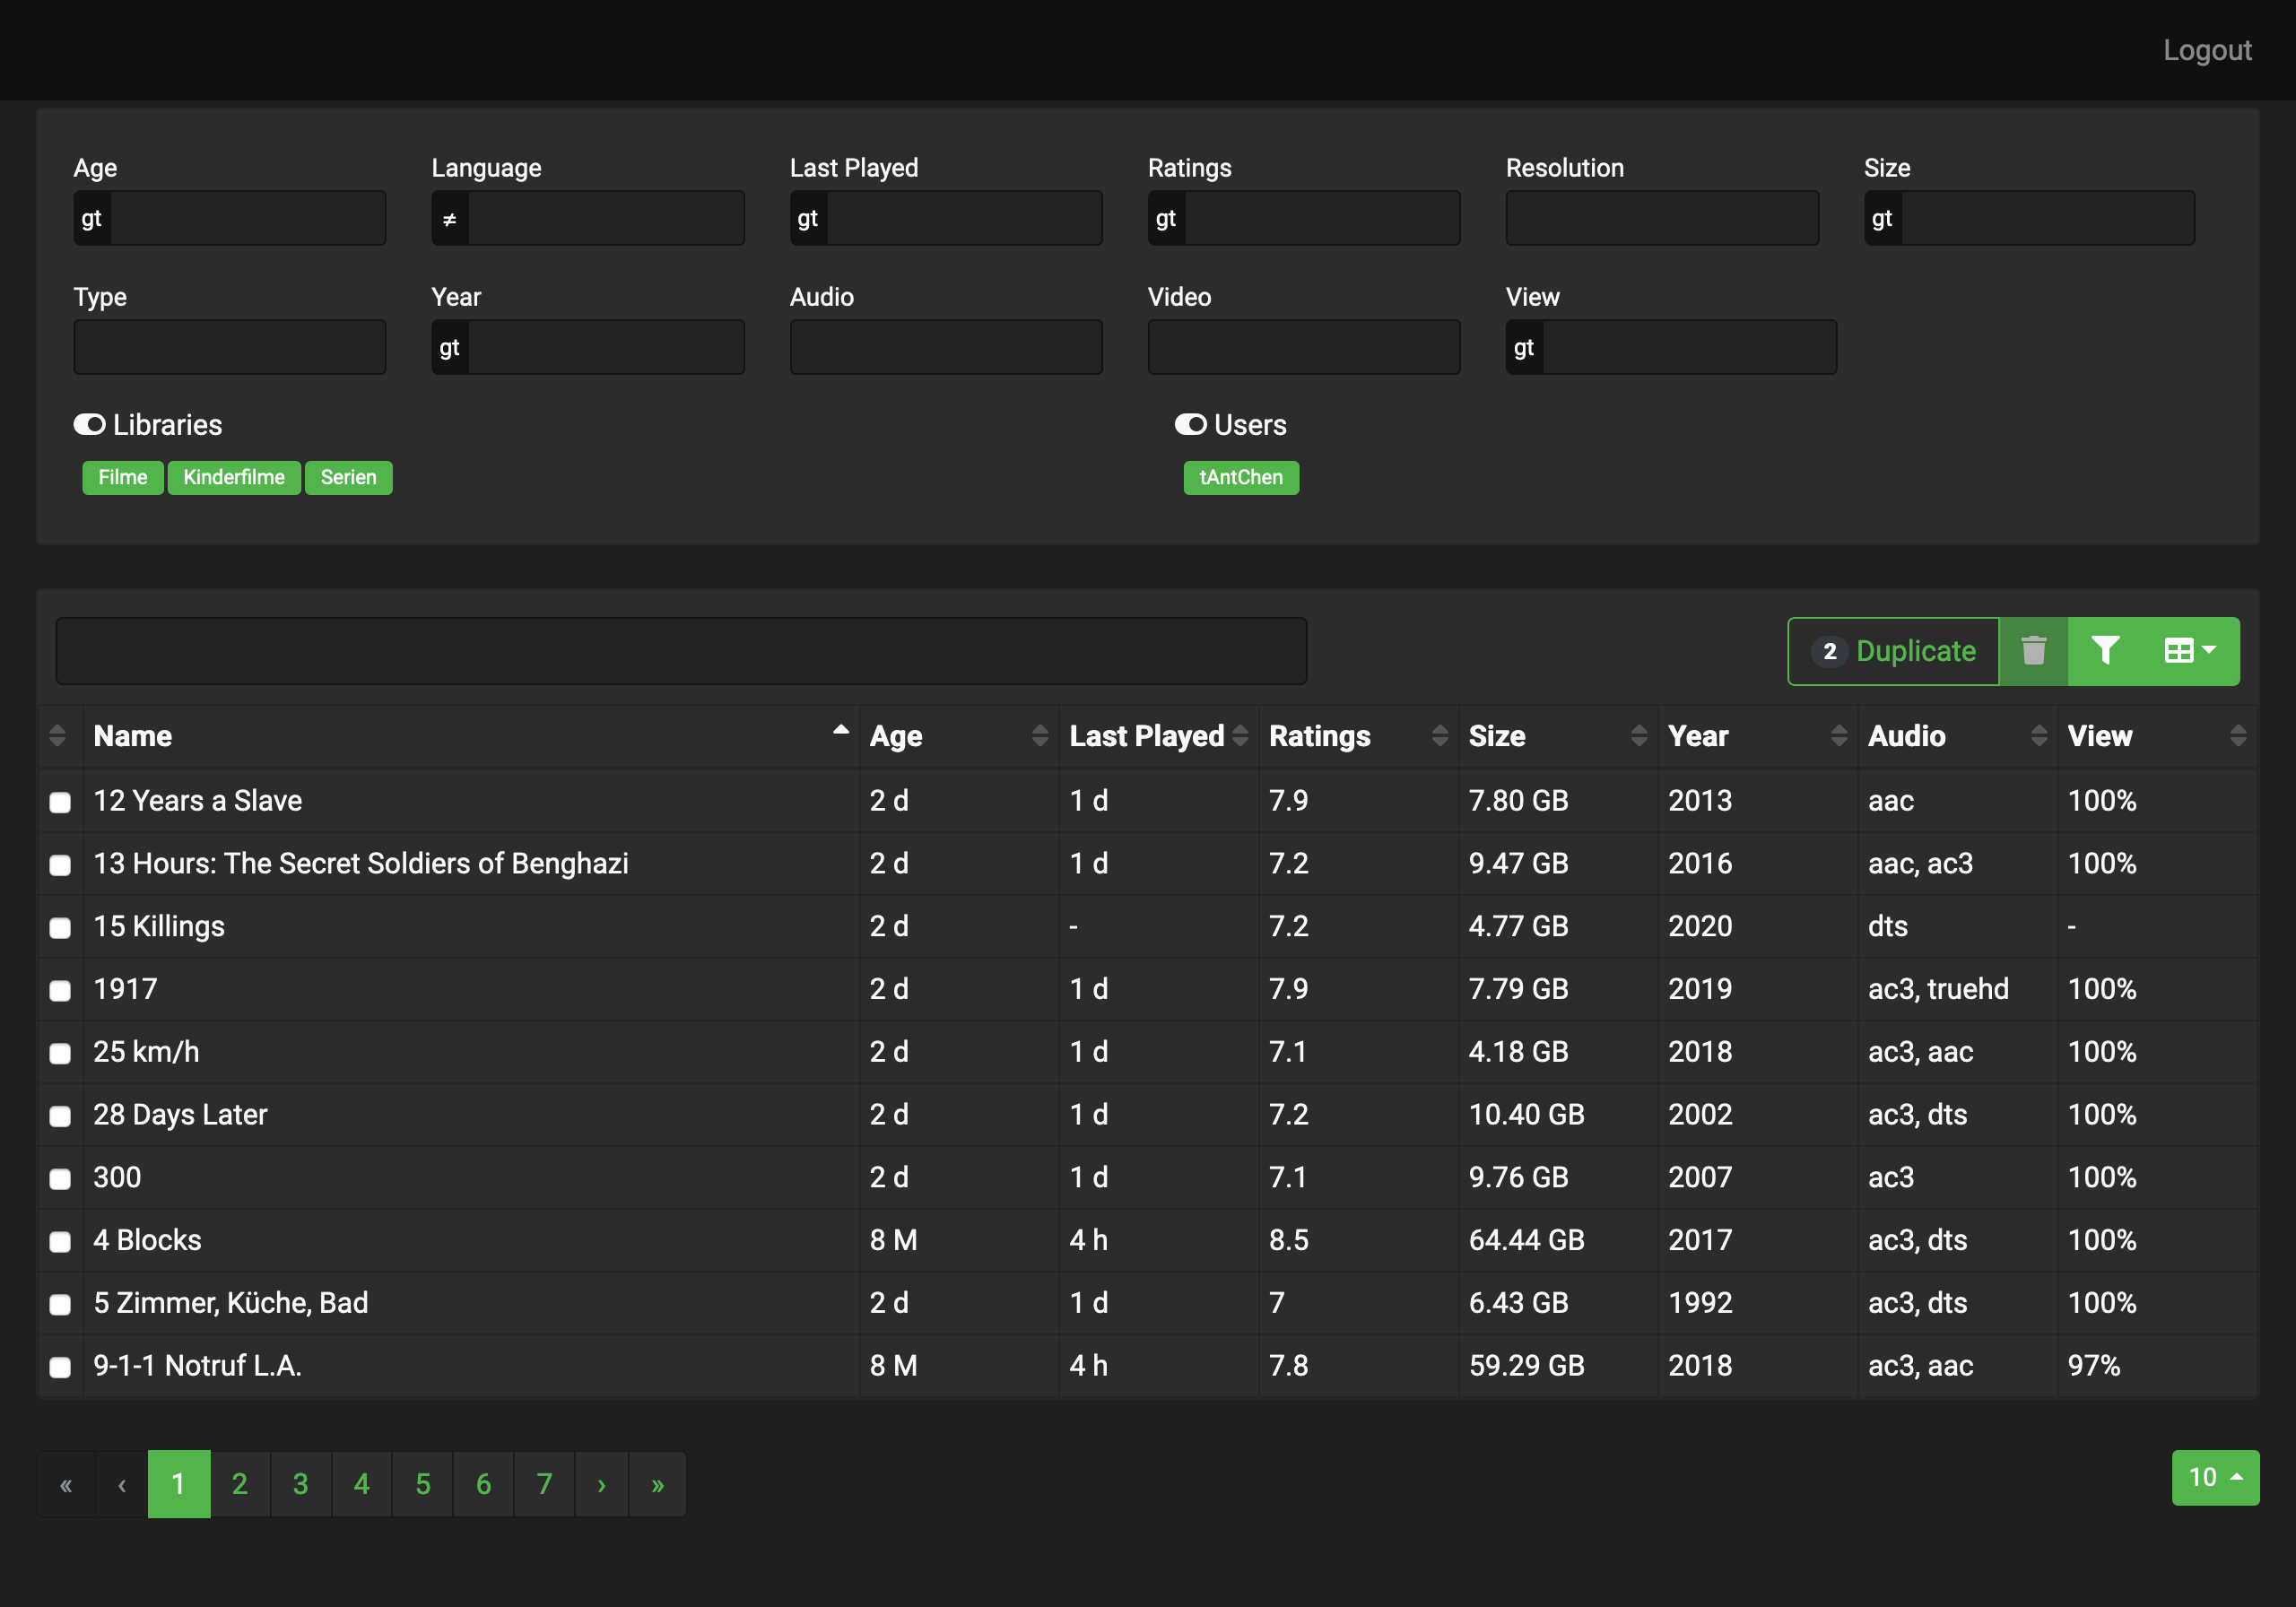 Logout
Age Language Last Played Ratings Resolution Size
gt ≠ gt gt gt
Type Year Audio Video View
gt gt
Libraries Users
Filme Kinderfilme Serien tAntChen
2 Duplicate
Name Age Last Played Ratings Size Year Audio View
12 Years a Slave 2 d 1 d 7.9 7.80 GB 2013 aac 100%
13 Hours: The Secret Soldiers of Benghazi 2 d 1 d 7.2 9.47 GB 2016 aac, ac3 100%
15 Killings 2 d - 7.2 4.77 GB 2020 dts -
1917 2 d 1 d 7.9 7.79 GB 2019 ac3, truehd 100%
25 km/h 2 d 1 d 7.1 4.18 GB 2018 ac3, aac 100%
28 Days Later 2 d 1 d 7.2 10.40 GB 2002 ac3, dts 100%
300 2 d 1 d 7.1 9.76 GB 2007 ac3 100%
4 Blocks 8 M 4 h 8.5 64.44 GB 2017 ac3, dts 100%
5 Zimmer, Küche, Bad 2 d 1 d 7 6.43 GB 1992 ac3, dts 100%
9-1-1 Notruf L.A. 8 M 4 h 7.8 59.29 GB 2018 ac3, aac 97%
« ‹ 1 2 3 4 5 6 7 › » 10